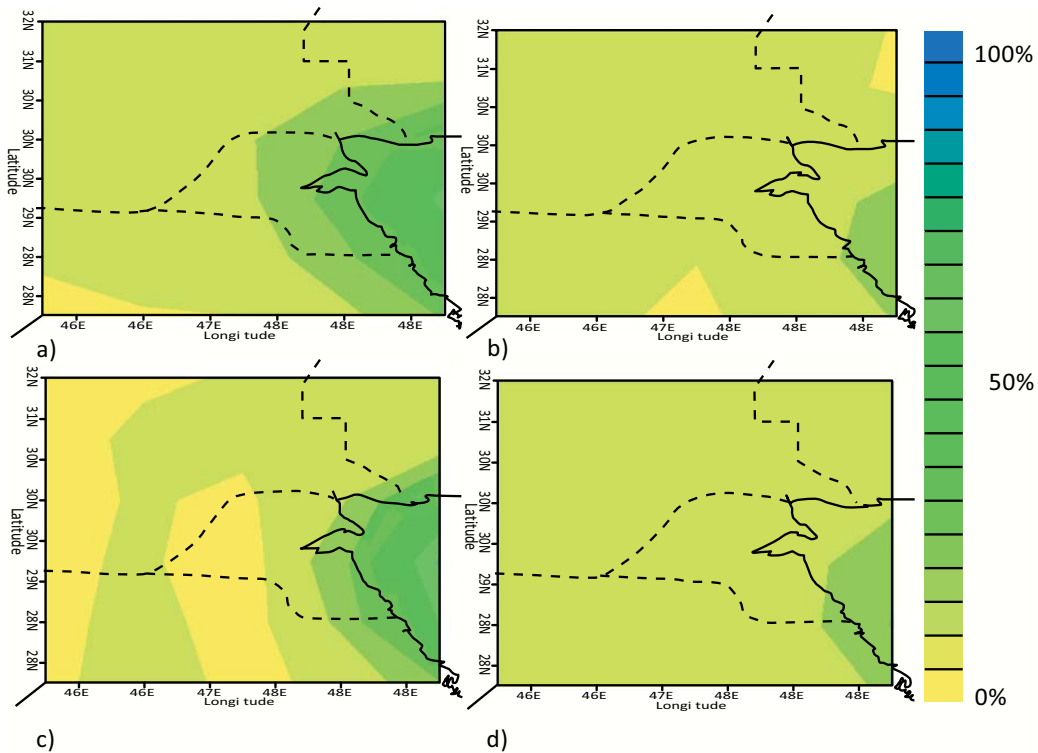 32N
31N
30N
30N
30N
29N
28N
28N
Latitude
46E
46E
47E
48E
48E
48E
Longi tude
a)
32N
31N
30N
30N
30N
29N
28N
28N
Latitude
46E
46E
47E
48E
48E
48E
Longi tude
b)
32N
31N
30N
30N
30N
29N
28N
28N
Latitude
46E
46E
47E
48E
48E
48E
Longi tude
c)
32N
31N
30N
30N
30N
29N
28N
28N
Latitude
46E
46E
47E
48E
48E
48E
Longi tude
d)
100%
50%
0%